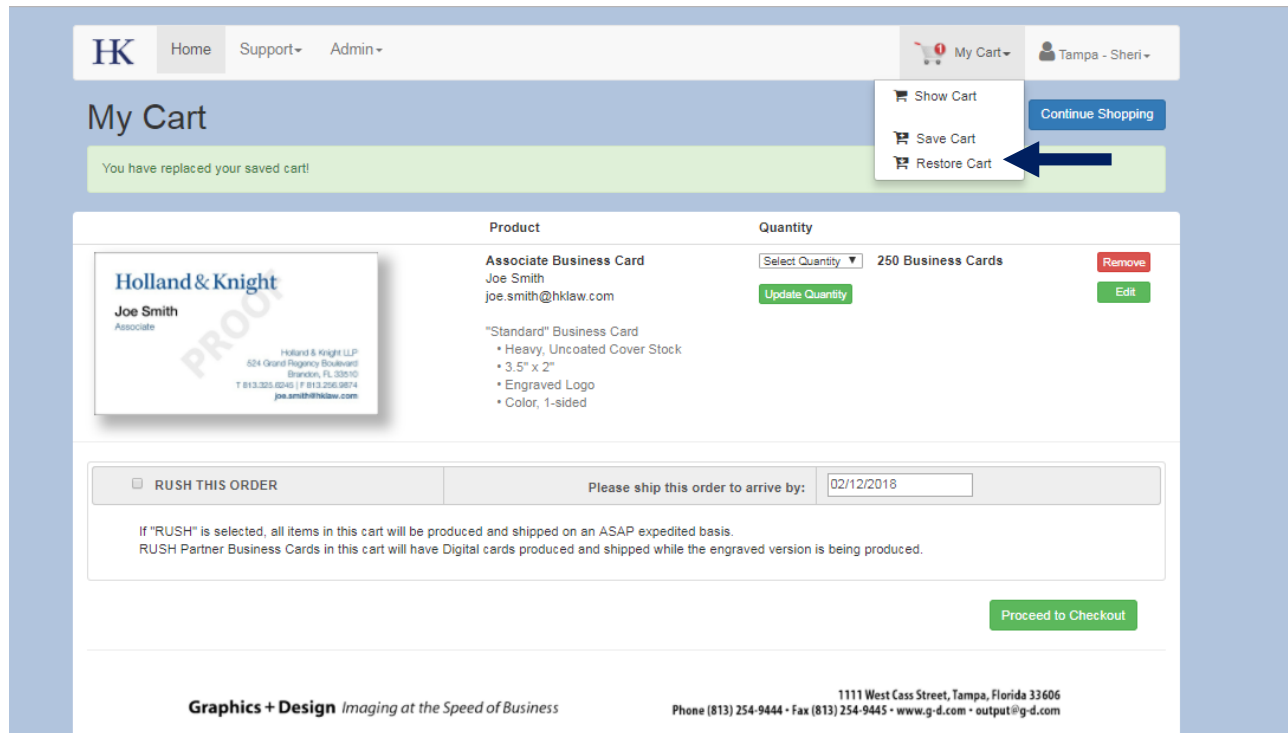 HK Home Support Admin My Cart Tampa - Sheri
1
Show Cart
Save Cart
Restore Cart
My Cart
Continue Shopping
You have replaced your saved cart!
Product Quantity
Holland & Knight
Joe Smith
Associate
PROOF
Holland & Knight LLP
524 Grand Regency Boulevard
Brandon, FL 33510
T 813.325.6245 | F 813.256.9874
joe.smith@hklaw.com
Associate Business Card
Joe Smith
joe.smith@hklaw.com
"Standard" Business Card
• Heavy, Uncoated Cover Stock
• 3.5" x 2"
• Engraved Logo
• Color, 1-sided
Select Quantity 250 Business Cards
Update Quantity
Remove
Edit
RUSH THIS ORDER Please ship this order to arrive by: 02/12/2018
If "RUSH" is selected, all items in this cart will be produced and shipped on an ASAP expedited basis.
RUSH Partner Business Cards in this cart will have Digital cards produced and shipped while the engraved version is being produced.
Proceed to Checkout
Graphics + Design Imaging at the Speed of Business
1111 West Cass Street, Tampa, Florida 33606
Phone (813) 254-9444 • Fax (813) 254-9445 • www.g-d.com • output@g-d.com